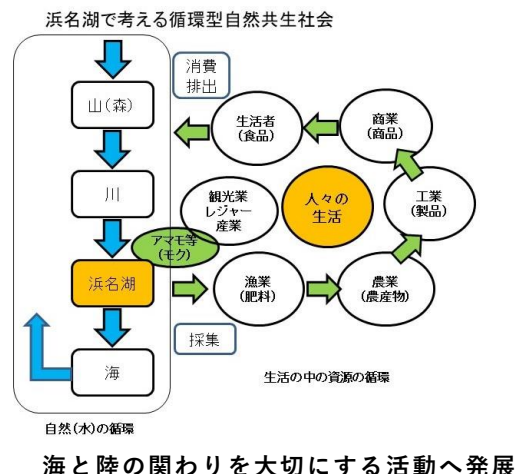 浜名湖で考える循環型自然共生社会
消費
排出
山(森)
生活者
(食品)
商業
(商品)
川
観光業
レジャー
産業
人々の
生活
工業
(製品)
アマモ等
(モク)
浜名湖
漁業
(肥料)
農業
(農産物)
採集
海
生活の中の資源の循環
自然(水)の循環
海と陸の関わりを大切にする活動へ発展